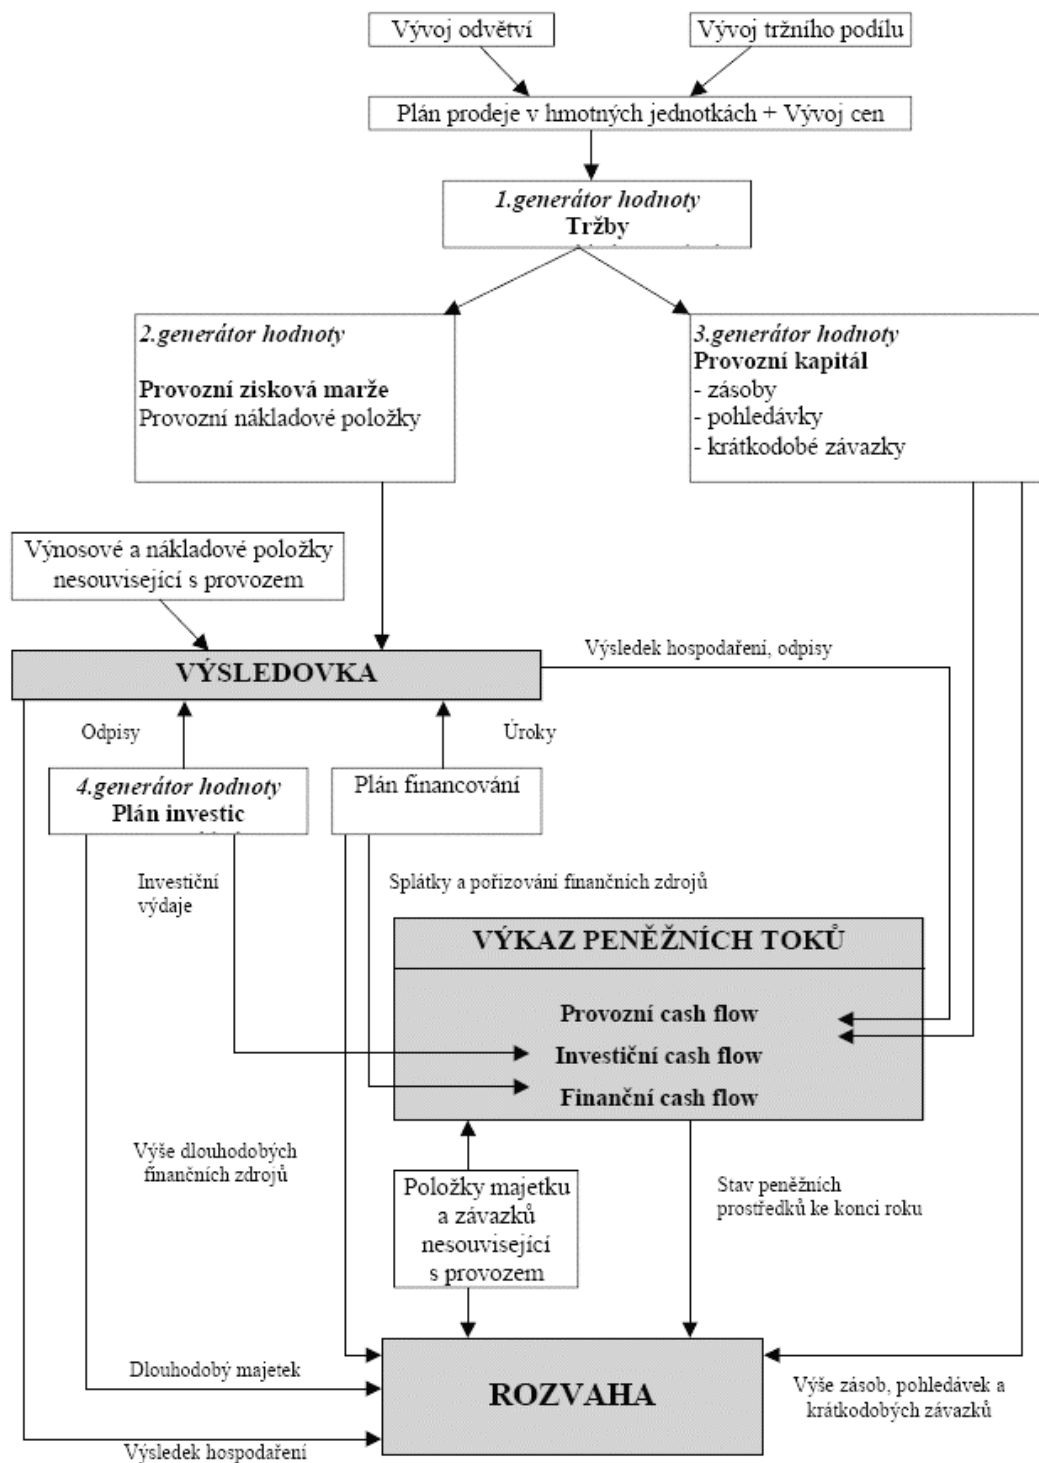 Vývoj odvětví
Vývoj tržního podílu
Plán prodeje v hmotných jednotkách + Vývoj cen
1.generátor hodnoty
Tržby
2.generátor hodnoty
Provozní zisková marže
Provozní nákladové položky
3.generátor hodnoty
Provozní kapitál
- zásoby
- pohledávky
- krátkodobé závazky
Výnosové a nákladové položky
nesouvisející s provozem
VÝSLEDOVKA
Výsledek hospodaření, odpisy
Odpisy
Úroky
4.generátor hodnoty
Plán investic
Plán financování
Investiční
výdaje
Splátky a pořizování finančních zdrojů
VÝKAZ PENĚŽNÍCH TOKŮ
Provozní cash flow
Investiční cash flow
Finanční cash flow
Výše dlouhodobých
finančních zdrojů
Položky majetku
a závazků
nesouvisející
s provozem
Stav peněžních
prostředků ke konci roku
Dlouhodobý majetek
ROZVAHA
Výše zásob, pohledávek a
krátkodobých závazků
Výsledek hospodaření